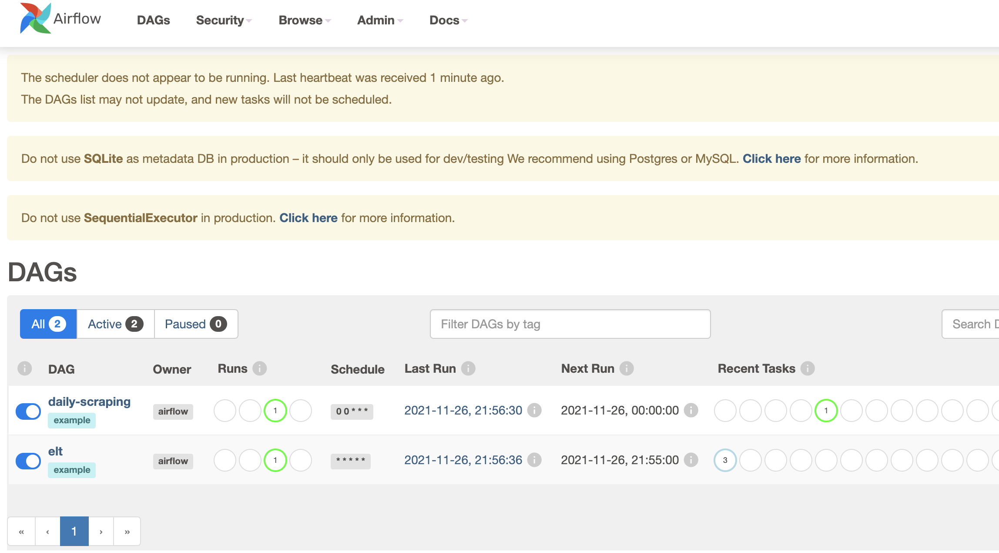 Airflow DAGs Security Browse Admin Docs
The scheduler does not appear to be running. Last heartbeat was received 1 minute ago.
The DAGs list may not update, and new tasks will not be scheduled.
Do not use SQLite as metadata DB in production – it should only be used for dev/testing We recommend using Postgres or MySQL. Click here for more information.
Do not use SequentialExecutor in production. Click here for more information.
DAGs
All 2 Active 2 Paused 0 Filter DAGs by tag Search
i DAG Owner Runs i Schedule Last Run i Next Run i Recent Tasks i
daily-scraping
example airflow 1 0 0 * * * 2021-11-26, 21:56:30 i 2021-11-26, 00:00:00 i 1
elt
example airflow 1 * * * * * 2021-11-26, 21:56:36 i 2021-11-26, 21:55:00 i 3
« ‹ 1 › »